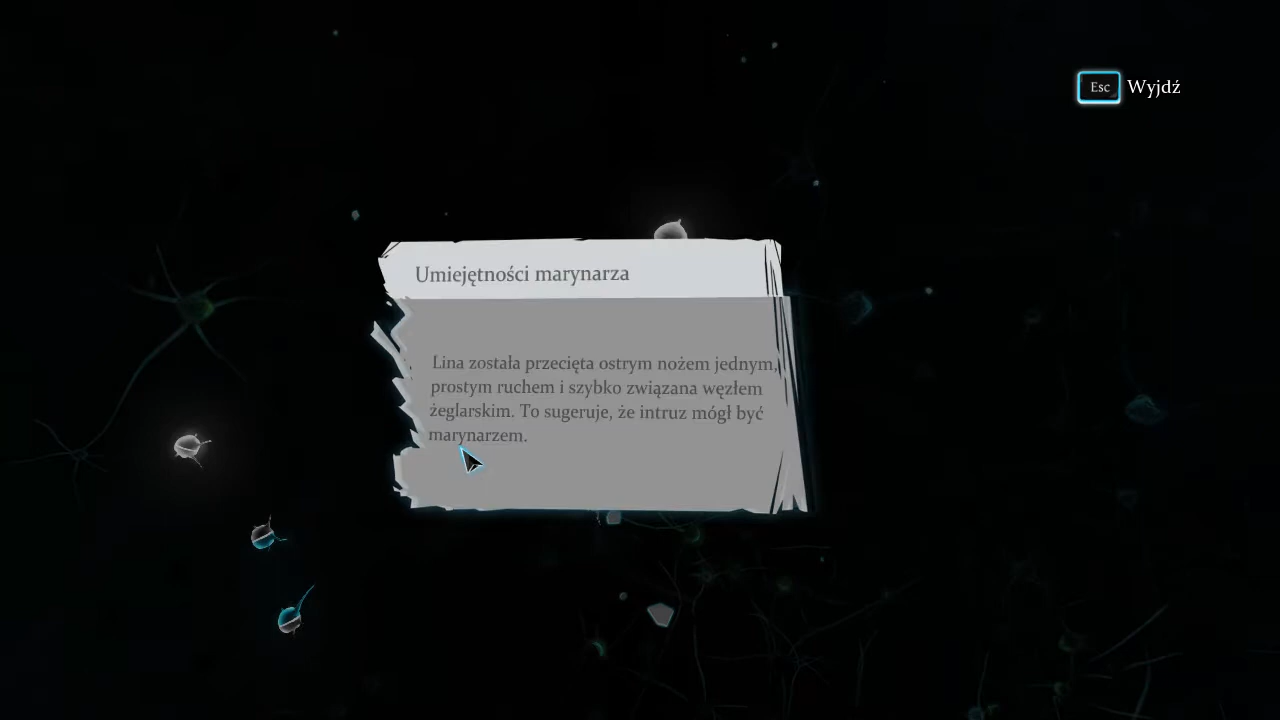 Esc Wyjdź
Umiejętności marynarza
Lina została przecięta ostrym nożem jednym,
prostym ruchem i szybko związana węzłem
żeglarskim. To sugeruje, że intruz mógł być
marynarzem.